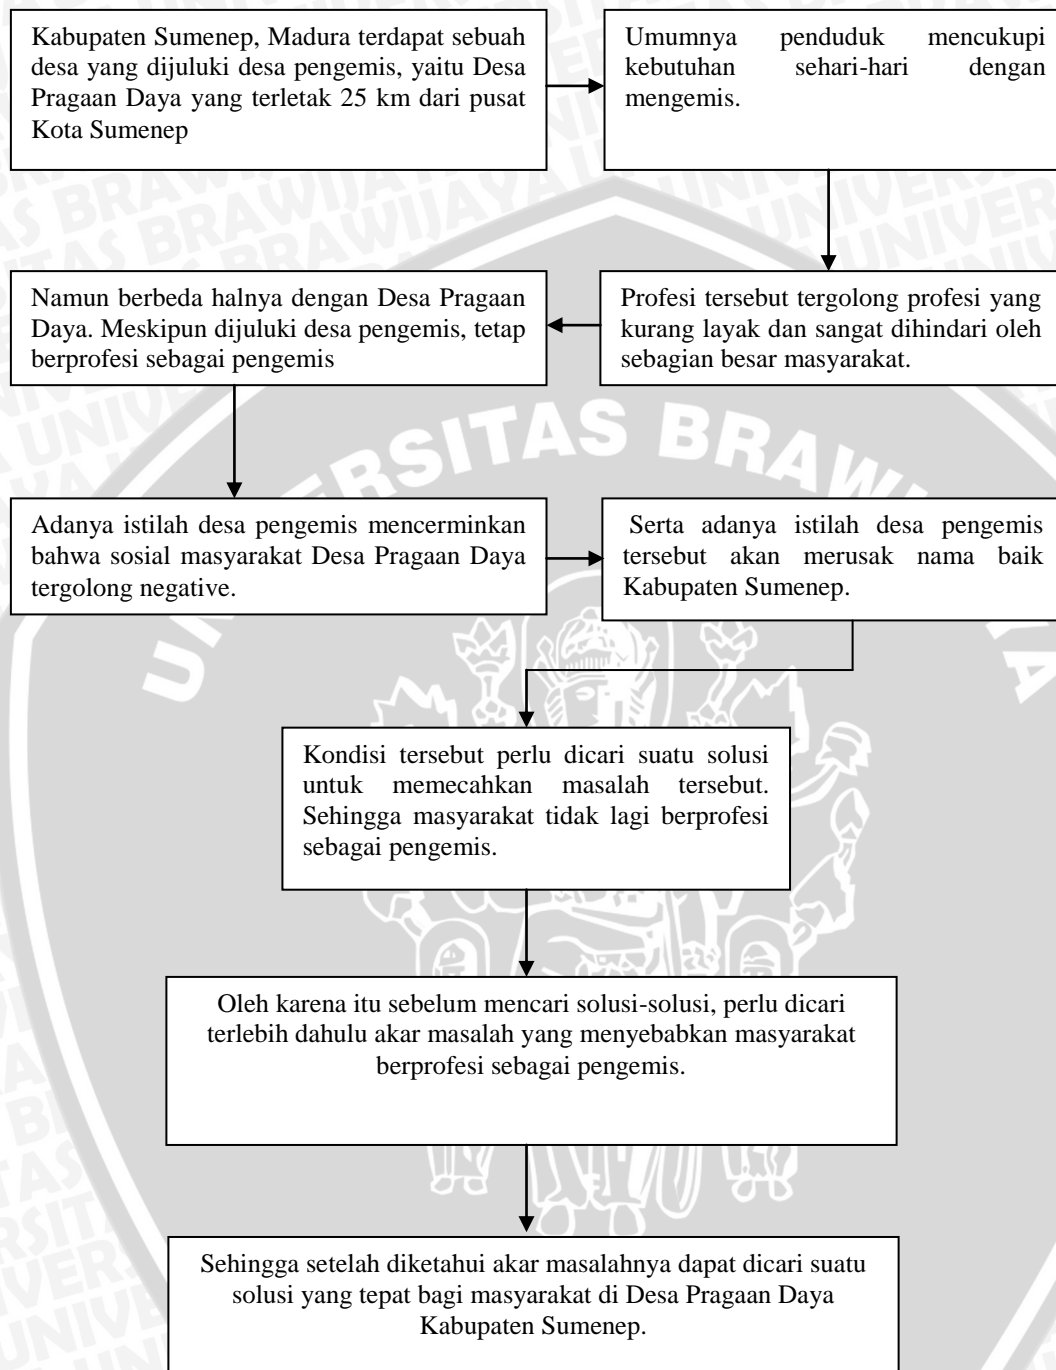 Kabupaten Sumenep, Madura terdapat sebuah
desa yang dijuluki desa pengemis, yaitu Desa
Pragaan Daya yang terletak 25 km dari pusat
Kota Sumenep
Umumnya penduduk mencukupi
kebutuhan sehari-hari dengan
mengemis.
Profesi tersebut tergolong profesi yang
kurang layak dan sangat dihindari oleh
sebagian besar masyarakat.
Namun berbeda halnya dengan Desa Pragaan
Daya. Meskipun dijuluki desa pengemis, tetap
berprofesi sebagai pengemis
Adanya istilah desa pengemis mencerminkan
bahwa sosial masyarakat Desa Pragaan Daya
tergolong negative.
Serta adanya istilah desa pengemis
tersebut akan merusak nama baik
Kabupaten Sumenep.
Kondisi tersebut perlu dicari suatu solusi
untuk memecahkan masalah tersebut.
Sehingga masyarakat tidak lagi berprofesi
sebagai pengemis.
Oleh karena itu sebelum mencari solusi-solusi, perlu dicari
terlebih dahulu akar masalah yang menyebabkan masyarakat
berprofesi sebagai pengemis.
Sehingga setelah diketahui akar masalahnya dapat dicari suatu
solusi yang tepat bagi masyarakat di Desa Pragaan Daya
Kabupaten Sumenep.